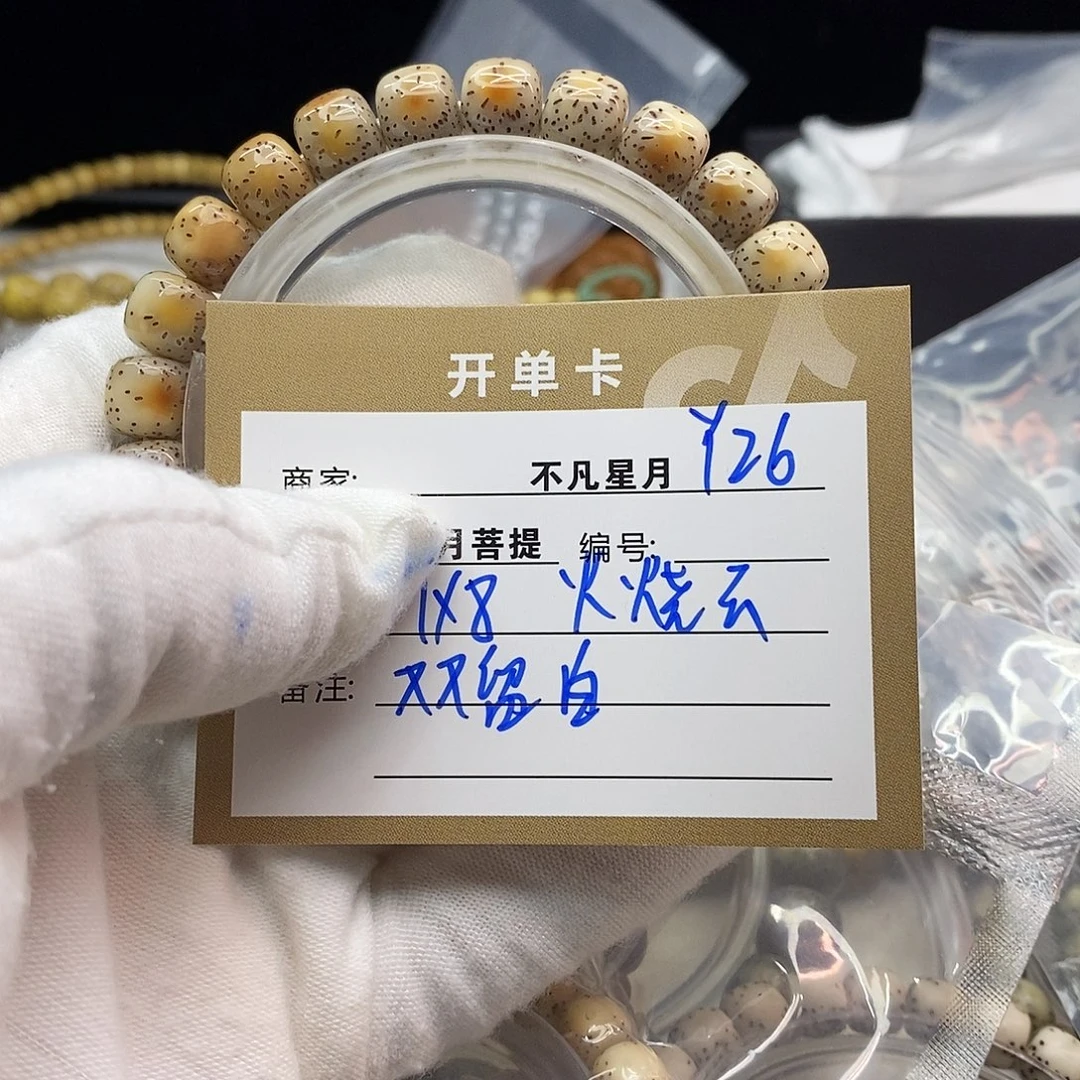 开单卡
商家: 不凡星月 Y26
月菩提 编号:
1X8 火烧云
备注: 双留白